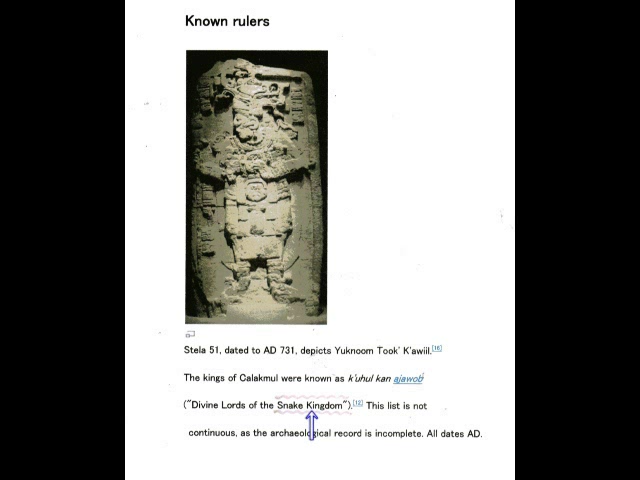 Known rulers
Stela 51, dated to AD 731, depicts Yuknoom Took' K'awiil.[16]
The kings of Calakmul were known as k'uhul kan ajawob
("Divine Lords of the Snake Kingdom").[12] This list is not
continuous, as the archaeological record is incomplete. All dates AD.